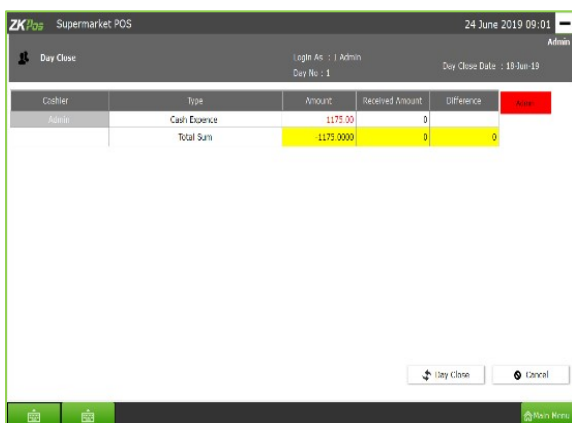 ZKPos Supermarket POS 24 June 2019 09:01
Admin
Day Close
Login As : | Admin
Day No : 1
Day Close Date : 18-Jun-19
Cashier Type Amount Received Amount Difference Admin
Admin Cash Expence 1175.00 0
Total Sum -1175.0000 0 0
Day Close Cancel
Main Menu